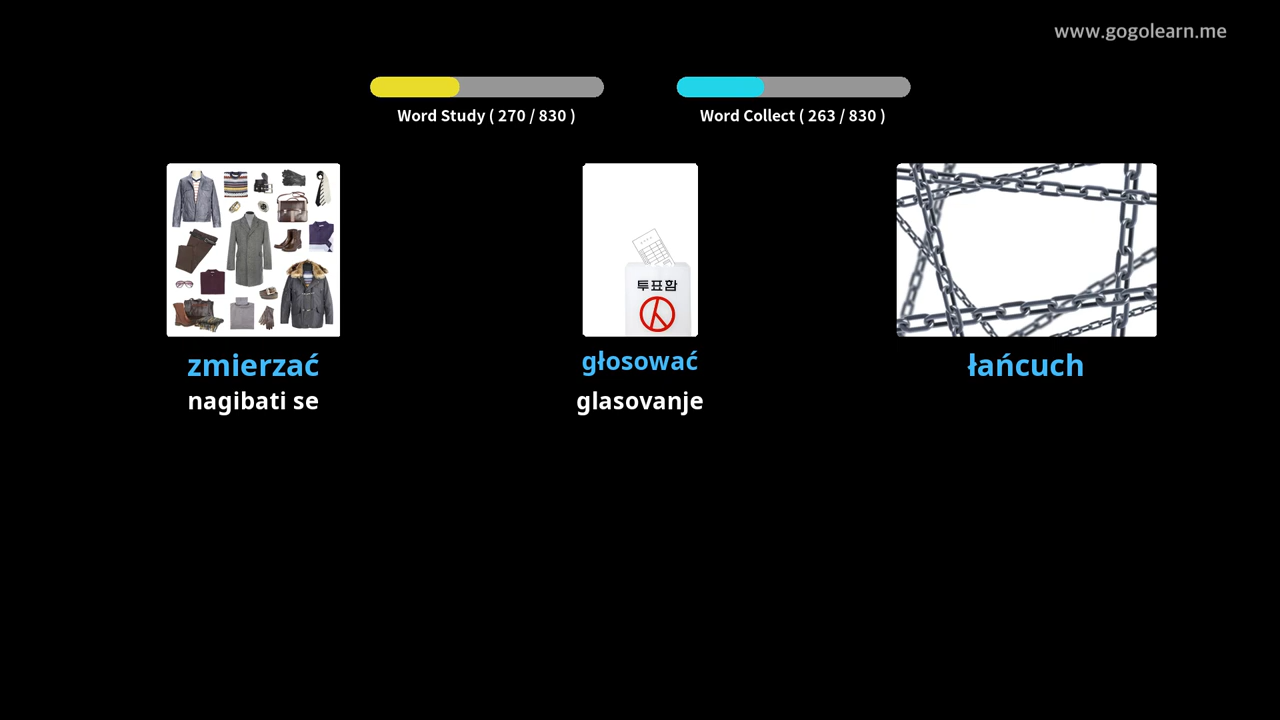 www.gogolearn.me
Word Study ( 270 / 830 )
Word Collect ( 263 / 830 )
투표함
zmierzać
głosować
łańcuch
nagibati se
glasovanje